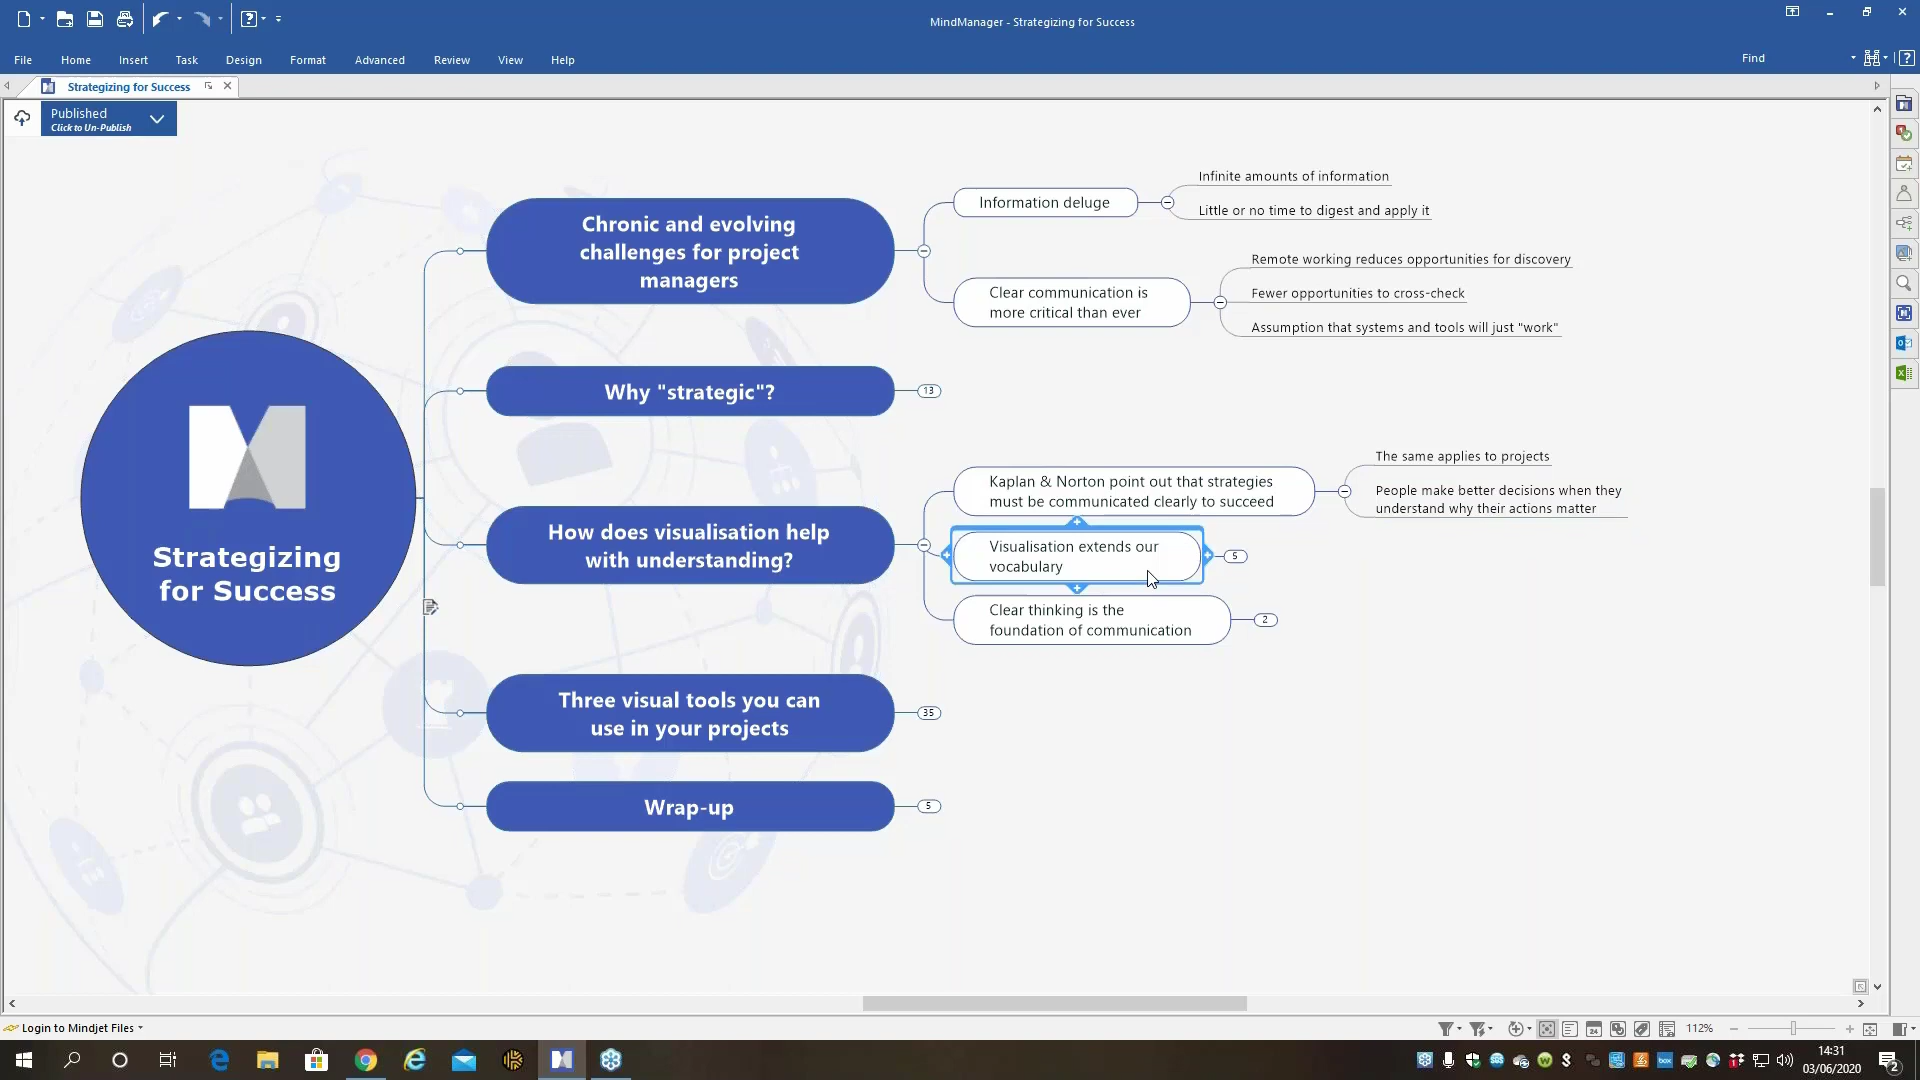 MindManager - Strategizing for Success
File Home Insert Task Design Format Advanced Review View Help
Find
Strategizing for Success
Published
Click to Un-Publish
Infinite amounts of information
Information deluge
Little or no time to digest and apply it
Chronic and evolving
challenges for project
managers
Remote working reduces opportunities for discovery
Clear communication is
more critical than ever
Fewer opportunities to cross-check
Assumption that systems and tools will just "work"
Why "strategic"?
13
The same applies to projects
Kaplan & Norton point out that strategies
must be communicated clearly to succeed
People make better decisions when they
understand why their actions matter
How does visualisation help
with understanding?
Visualisation extends our
vocabulary
5
Strategizing
for Success
Clear thinking is the
foundation of communication
2
Three visual tools you can
use in your projects
35
Wrap-up
5
Login to Mindjet Files
112%
14:31
03/06/2020
2